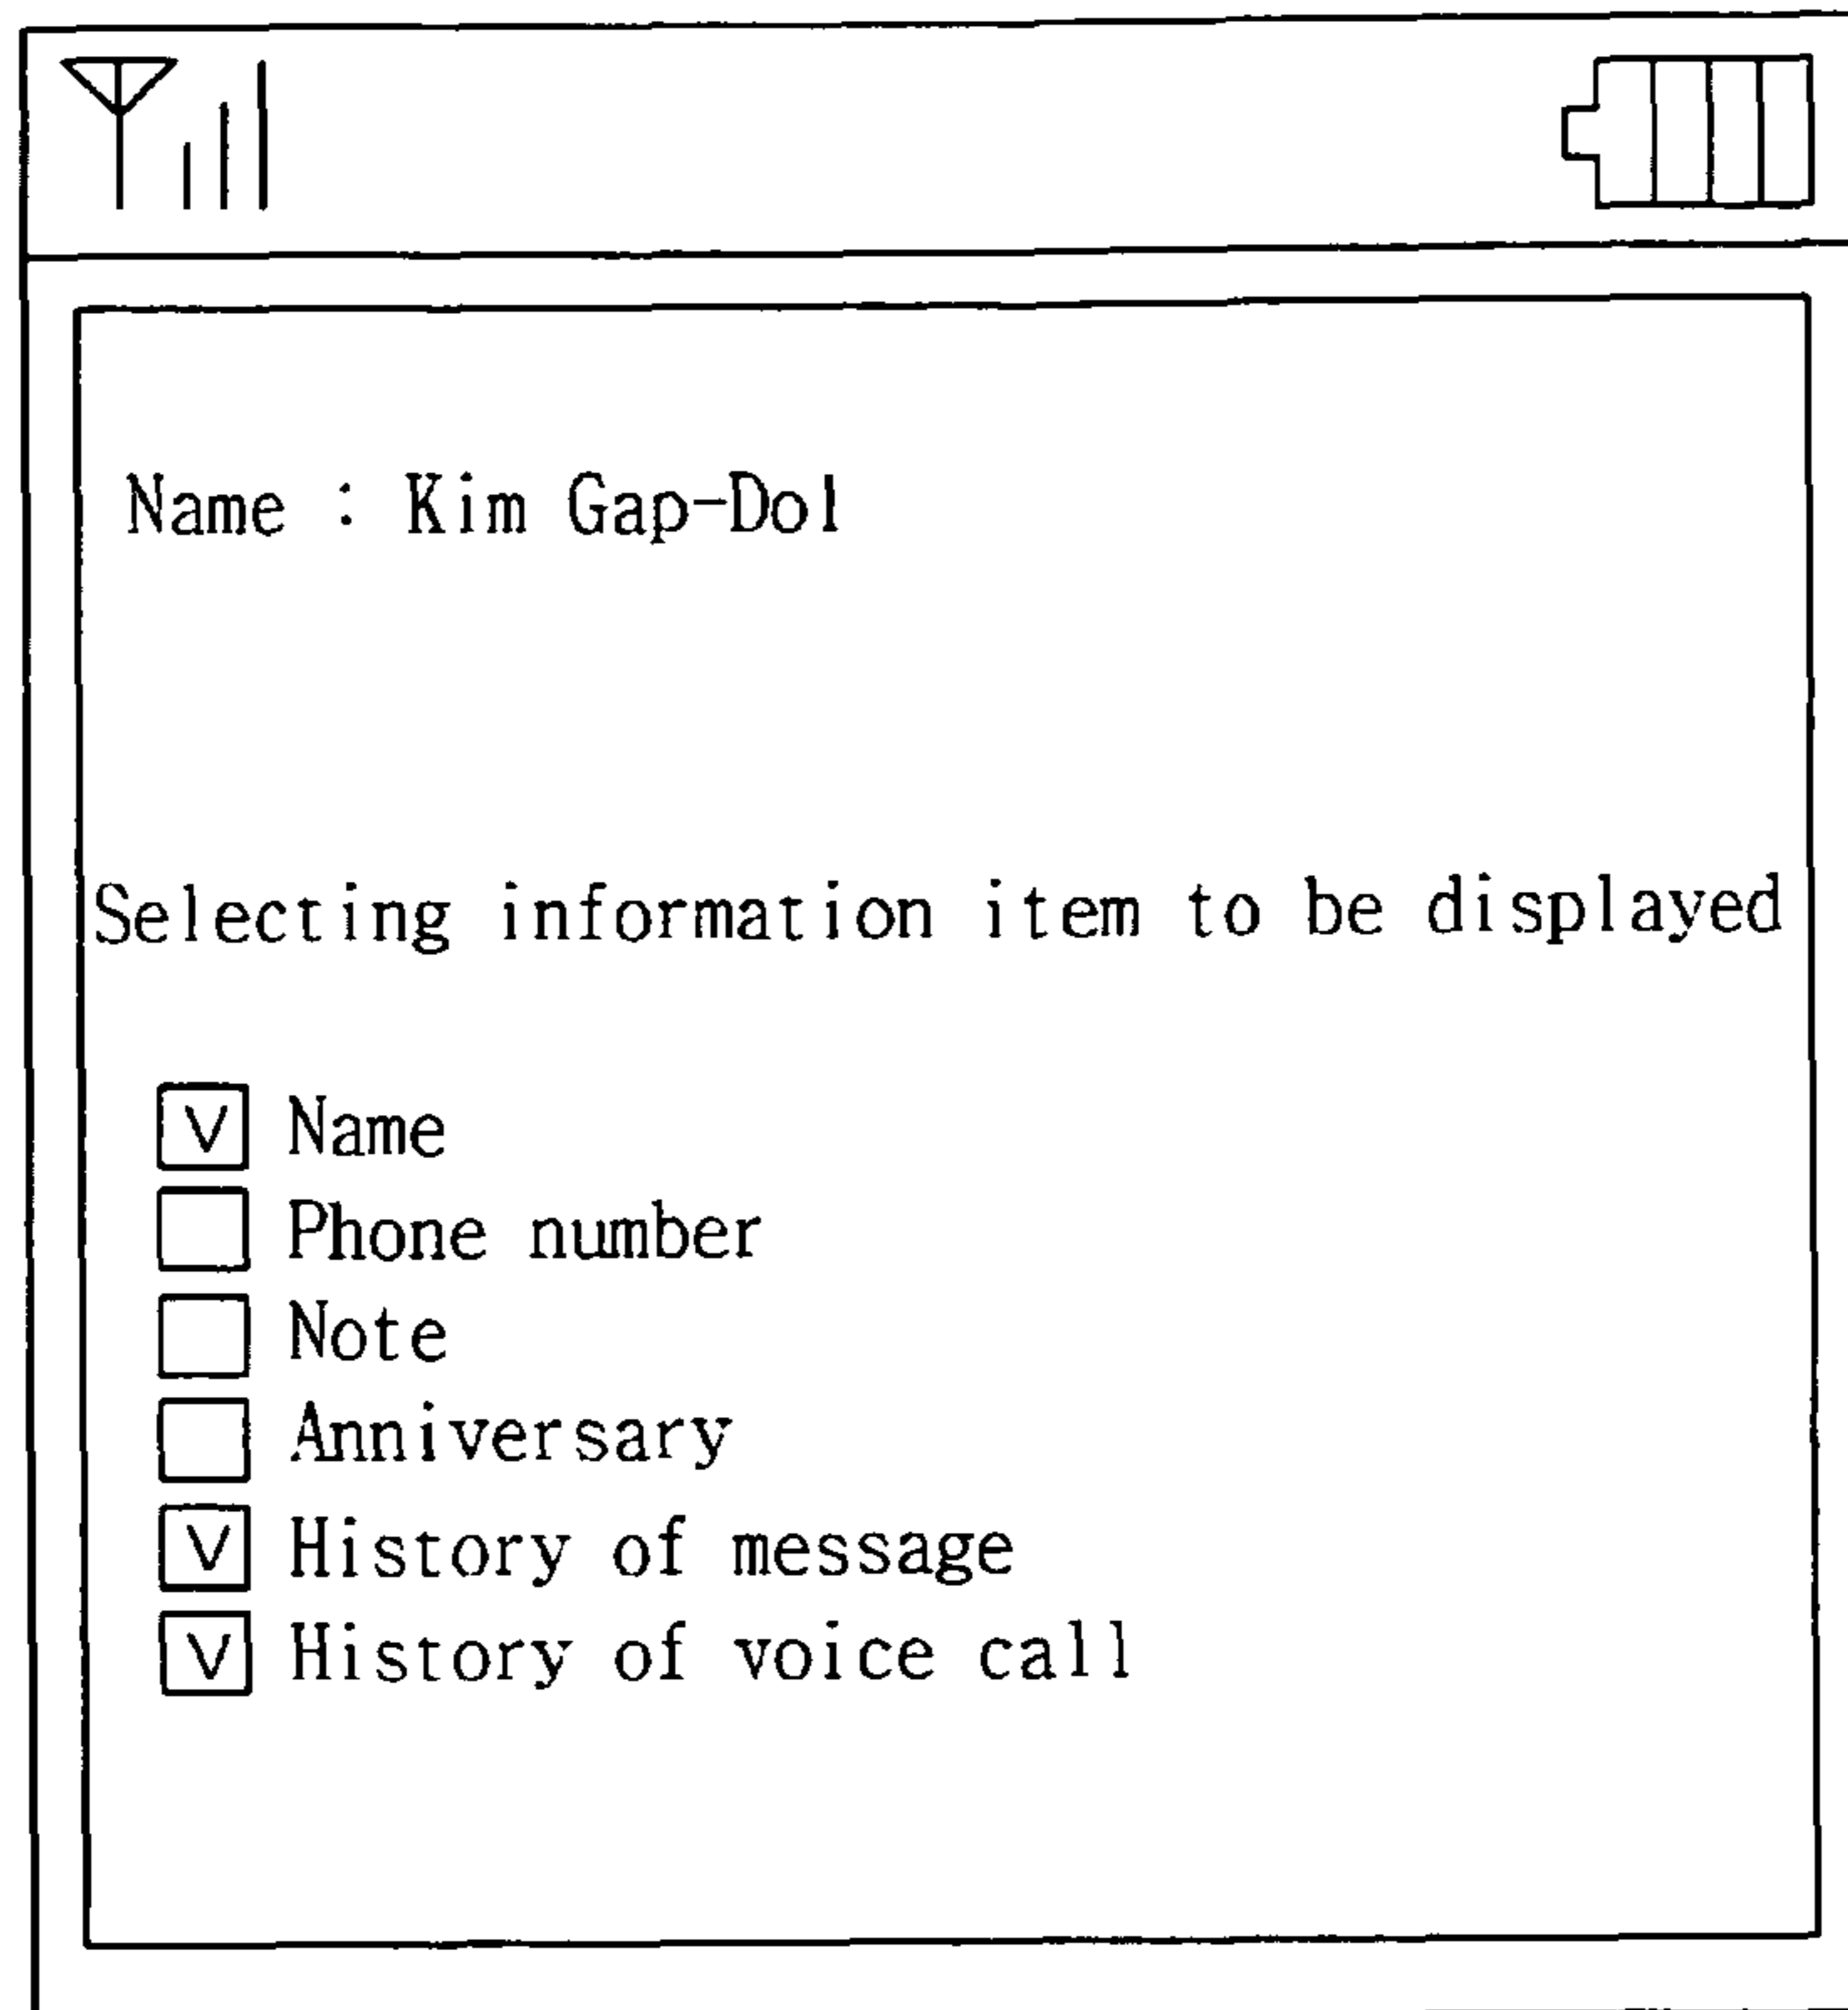 Name : Kim Gap-Dol
Selecting information item to be displayed
V Name
Phone number
Note
Anniversary
V History of message
V History of voice call